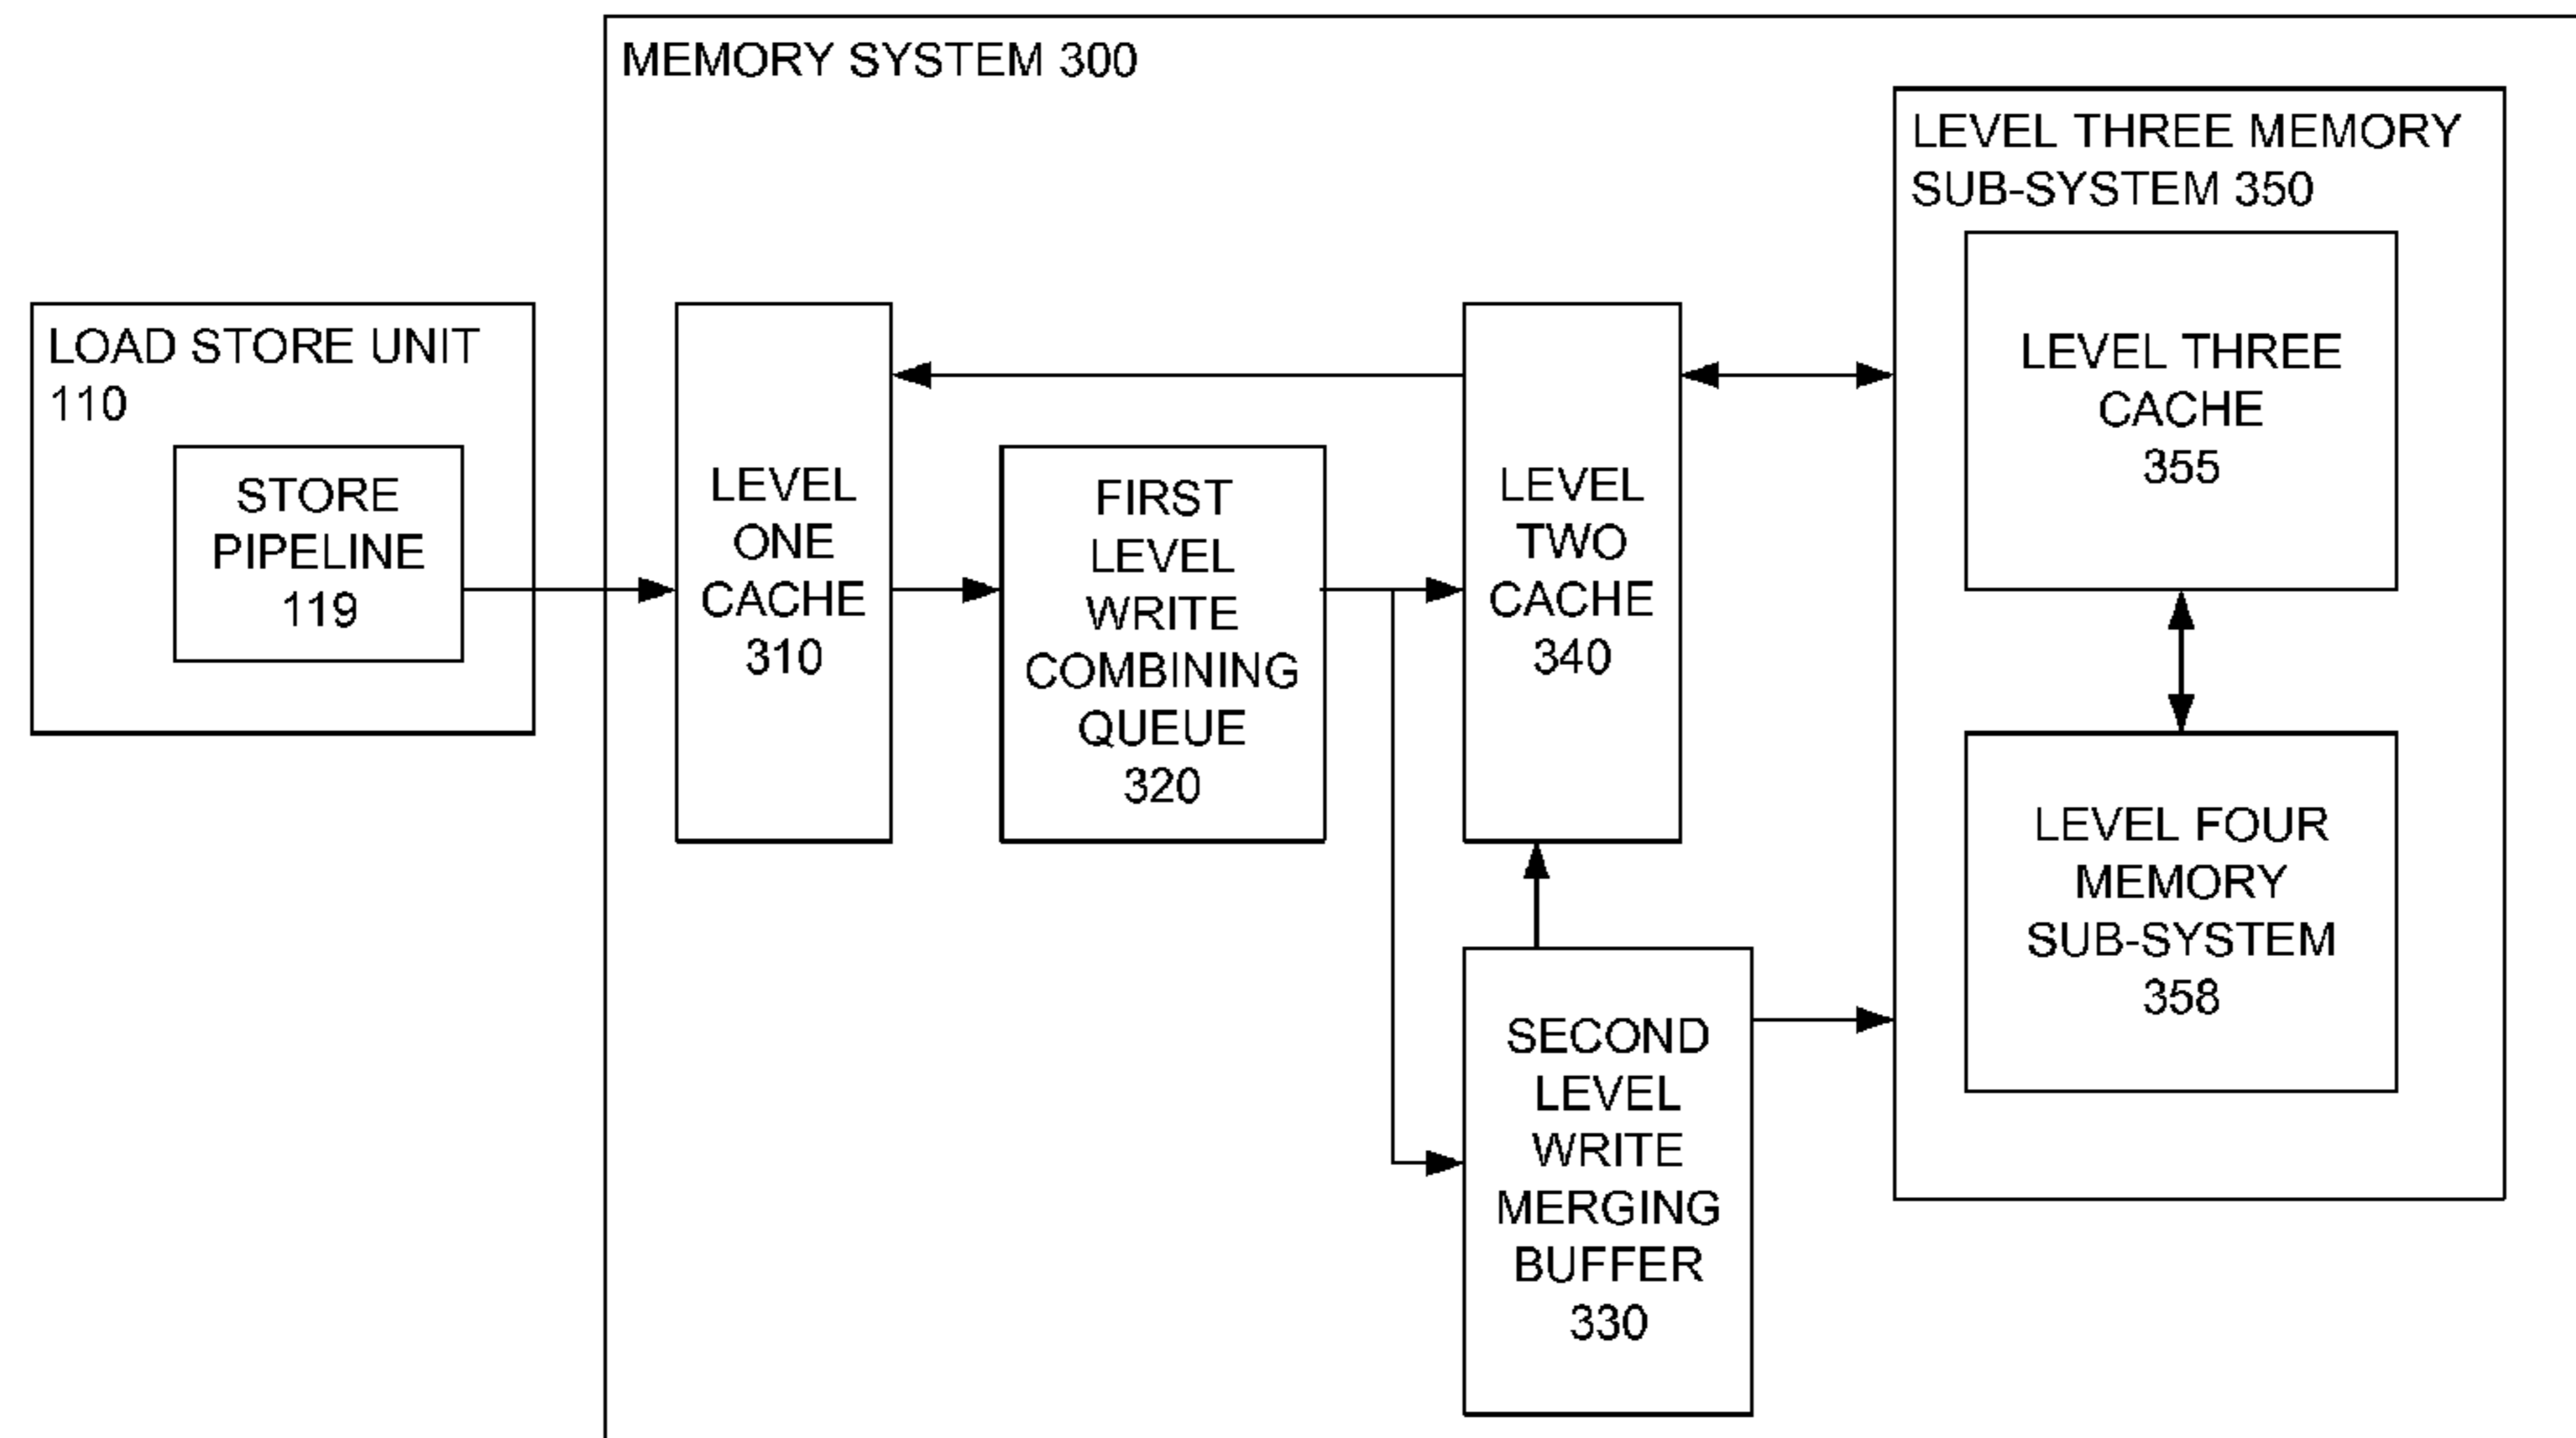 MEMORY SYSTEM 300
LOAD STORE UNIT
110
STORE
PIPELINE
119
LEVEL
ONE
CACHE
310
FIRST
LEVEL
WRITE
COMBINING
QUEUE
320
LEVEL
TWO
CACHE
340
SECOND
LEVEL
WRITE
MERGING
BUFFER
330
LEVEL THREE MEMORY
SUB-SYSTEM 350
LEVEL THREE
CACHE
355
LEVEL FOUR
MEMORY
SUB-SYSTEM
358